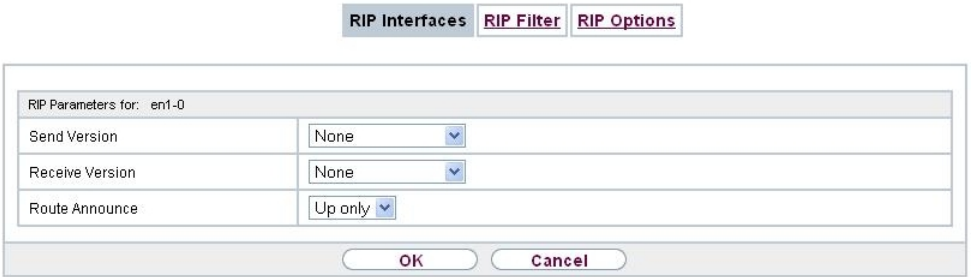 RIP Interfaces RIP Filter RIP Options
RIP Parameters for: en1-0
Send Version None
Receive Version None
Route Announce Up only
OK Cancel